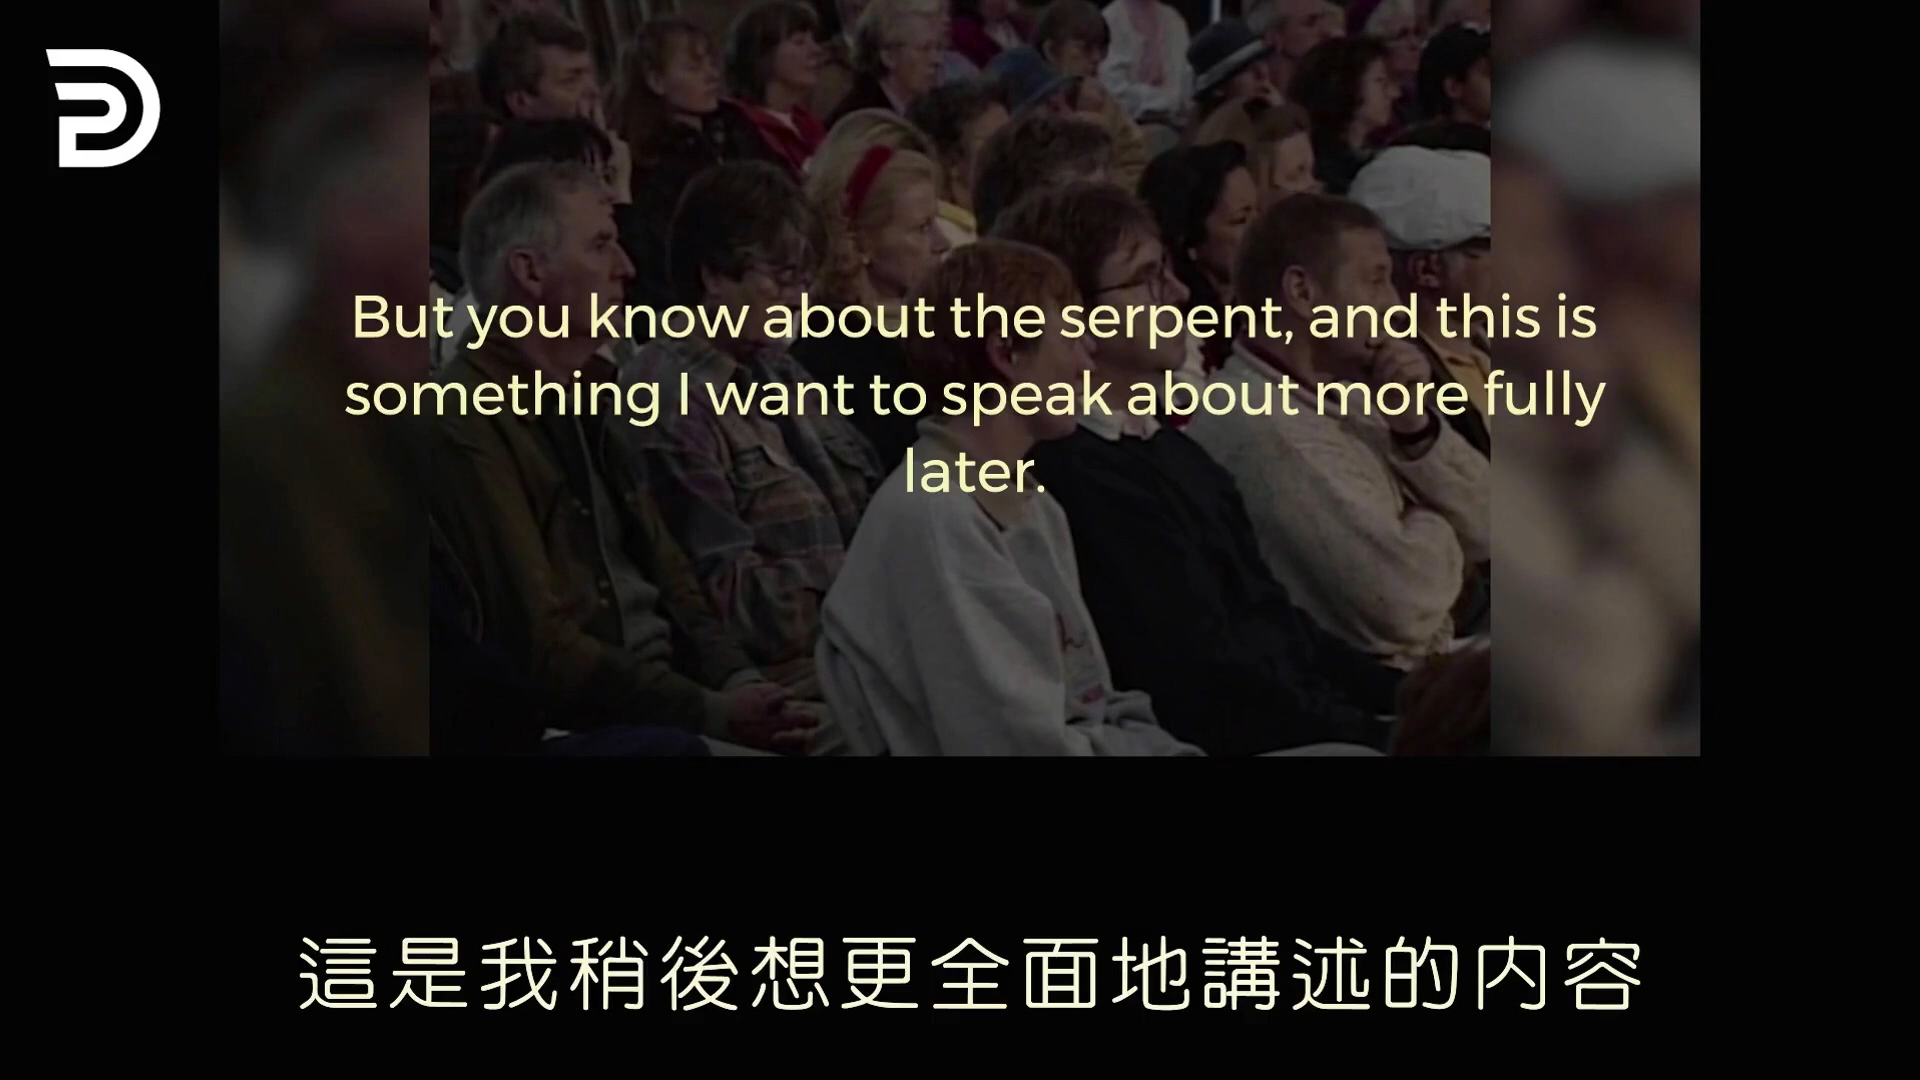 But you know about the serpent, and this is
something I want to speak about more fully
later.
這是我稍後想更全面地講述的内容